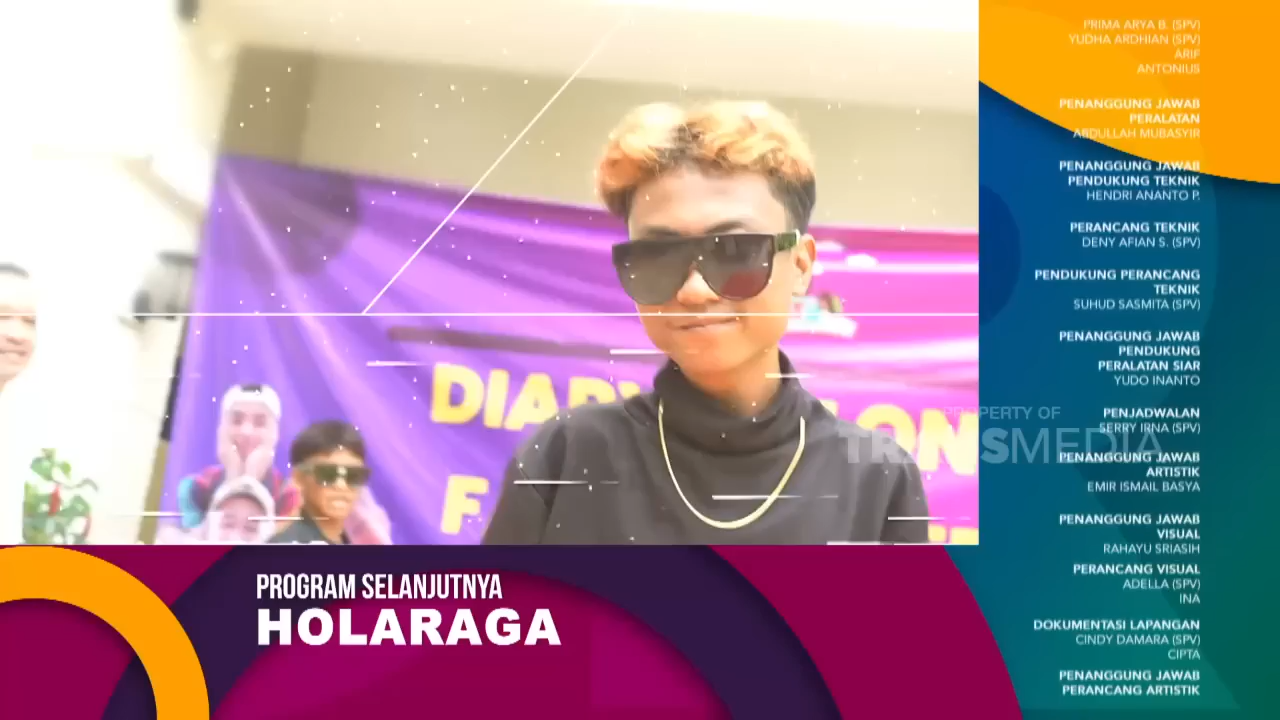 DIA
ON
F
PROGRAM SELANJUTNYA
HOLARAGA
PROPERTY OF
TRANSMEDIA
PRIMA ARYA B. (SPV)
YUDHA ARDHIAN (SPV)
ARIF
ANTONIUS
PENANGGUNG JAWAB
PERALATAN
ABDULLAH MUBASYIR
PENANGGUNG JAWAB
PENDUKUNG TEKNIK
HENDRI ANANTO P.
PERANCANG TEKNIK
DENY AFIAN S. (SPV)
PENDUKUNG PERANCANG
TEKNIK
SUHUD SASMITA (SPV)
PENANGGUNG JAWAB
PENDUKUNG
PERALATAN SIAR
YUDO INANTO
PENJADWALAN
SERRY IRNA (SPV)
PENANGGUNG JAWAB
ARTISTIK
EMIR ISMAIL BASYA
PENANGGUNG JAWAB
VISUAL
RAHAYU SRIASIH
PERANCANG VISUAL
ADELLA (SPV)
INA
DOKUMENTASI LAPANGAN
CINDY DAMARA (SPV)
CIPTA
PENANGGUNG JAWAB
PERANCANG ARTISTIK